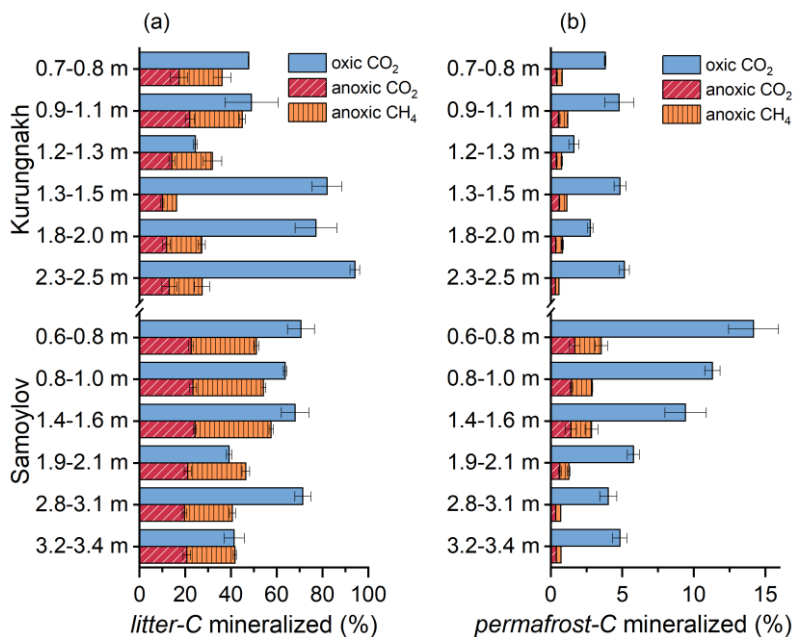 (a)
oxic CO₂
anoxic CO₂
anoxic CH₄
Kurungnakh
0.7-0.8 m
0.9-1.1 m
1.2-1.3 m
1.3-1.5 m
1.8-2.0 m
2.3-2.5 m
Samoylov
0.6-0.8 m
0.8-1.0 m
1.4-1.6 m
1.9-2.1 m
2.8-3.1 m
3.2-3.4 m
0 20 40 60 80 100
litter-C mineralized (%)
(b)
oxic CO₂
anoxic CO₂
anoxic CH₄
0.7-0.8 m
0.9-1.1 m
1.2-1.3 m
1.3-1.5 m
1.8-2.0 m
2.3-2.5 m
0.6-0.8 m
0.8-1.0 m
1.4-1.6 m
1.9-2.1 m
2.8-3.1 m
3.2-3.4 m
0 5 10 15
permafrost-C mineralized (%)